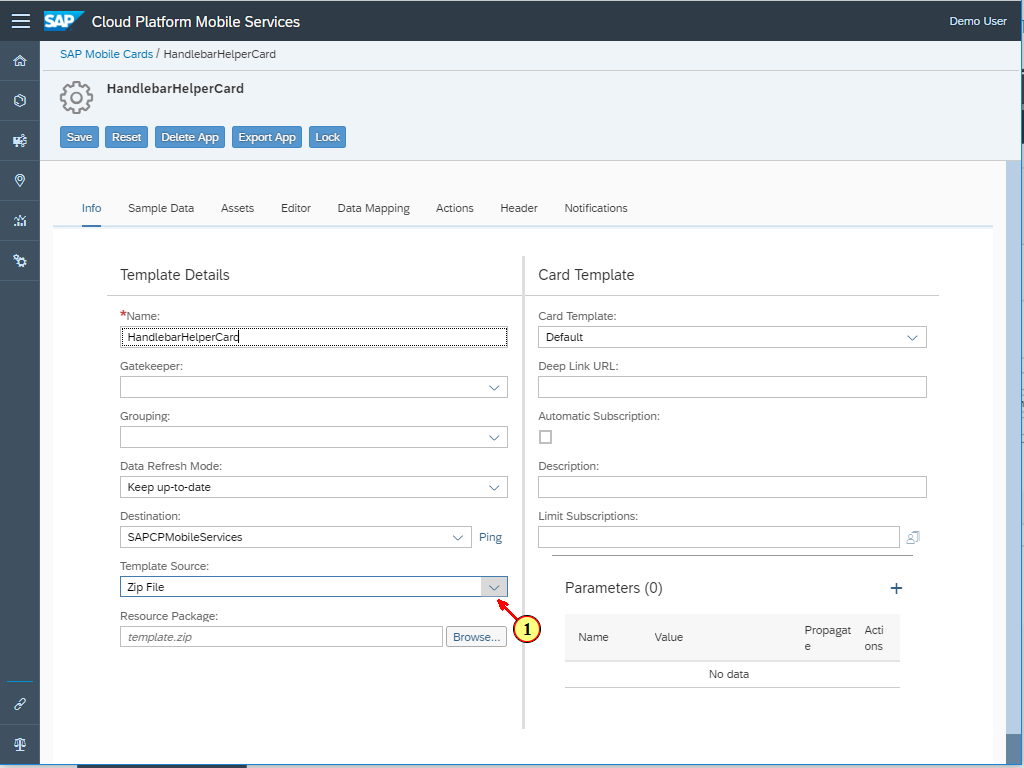 SAP Cloud Platform Mobile Services
Demo User
SAP Mobile Cards / HandlebarHelperCard
HandlebarHelperCard
Save Reset Delete App Export App Lock
Info Sample Data Assets Editor Data Mapping Actions Header Notifications
Template Details
*Name:
HandlebarHelperCard
Gatekeeper:
Grouping:
Data Refresh Mode:
Keep up-to-date
Destination:
SAPCPMobileServices Ping
Template Source:
Zip File
1
Resource Package:
template.zip Browse...
Card Template
Card Template:
Default
Deep Link URL:
Automatic Subscription:
Description:
Limit Subscriptions:
Parameters (0) +
Name Value Propagat
e Acti
ons
No data